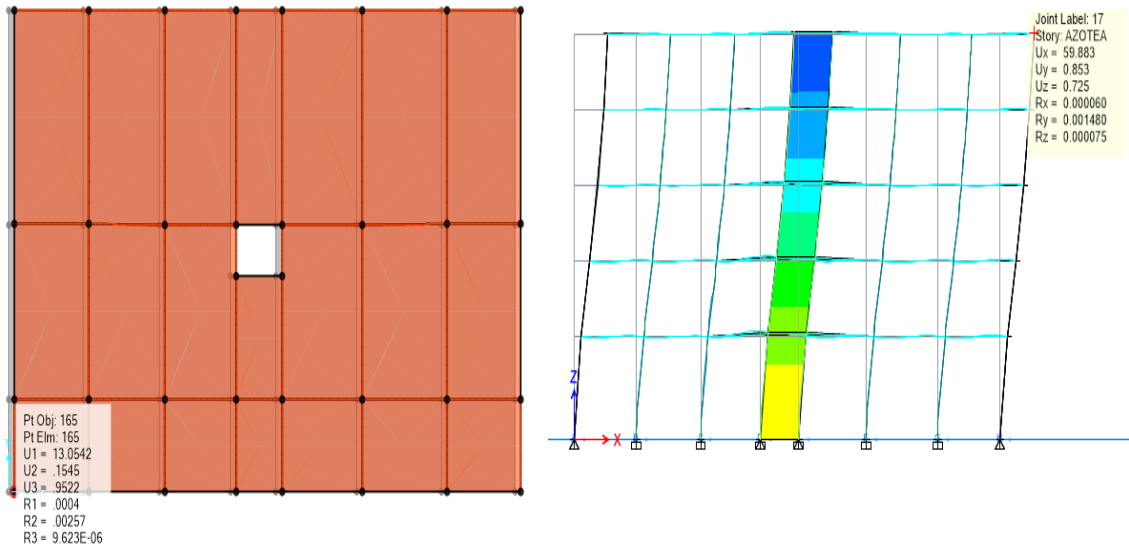 Pt Obj: 165
Pt Elm: 165
U1 = 13.0542
U2 = .1545
U3 = .9522
R1 = .0004
R2 = .00257
R3 = 9.623E-06
Joint Label: 17
Story: AZOTEA
Ux = 59.883
Uy = 0.853
Uz = 0.725
Rx = 0.000060
Ry = 0.001480
Rz = 0.000075
Z
X